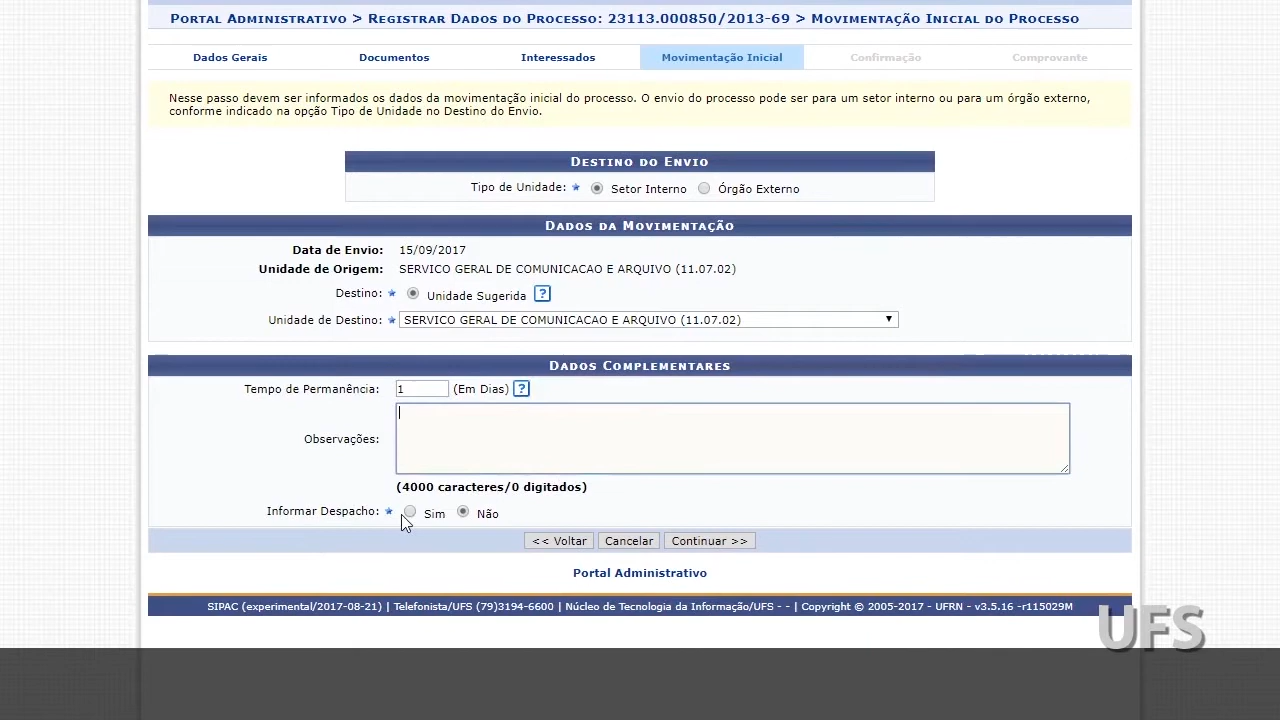 Portal Administrativo > Registrar Dados do Processo: 23113.000850/2013-69 > Movimentação Inicial do Processo
Dados Gerais Documentos Interessados Movimentação Inicial Confirmação Comprovante
Nesse passo devem ser informados os dados da movimentação inicial do processo. O envio do processo pode ser para um setor interno ou para um órgão externo,
conforme indicado na opção Tipo de Unidade no Destino do Envio.
Destino do Envio
Tipo de Unidade: Setor Interno Órgão Externo
Dados da Movimentação
Data de Envio: 15/09/2017
Unidade de Origem: SERVICO GERAL DE COMUNICACAO E ARQUIVO (11.07.02)
Destino: Unidade Sugerida ?
Unidade de Destino: SERVICO GERAL DE COMUNICACAO E ARQUIVO (11.07.02)
Dados Complementares
Tempo de Permanência: 1 (Em Dias) ?
Observações:
(4000 caracteres/0 digitados)
Informar Despacho: Sim Não
<< Voltar Cancelar Continuar >>
Portal Administrativo
SIPAC (experimental/2017-08-21) | Telefonista/UFS (79)3194-6600 | Núcleo de Tecnologia da Informação/UFS - - | Copyright © 2005-2017 - UFRN - v3.5.16 -r115029M
UFS